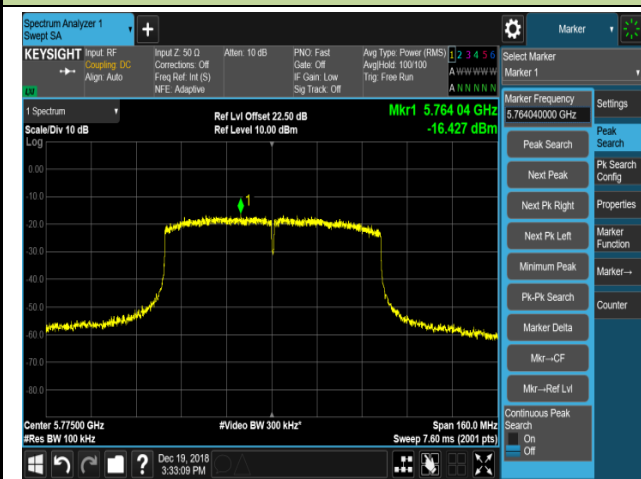 Spectrum Analyzer 1
Swept SA
Marker
KEYSIGHT
Input: RF
Coupling: DC
Align: Auto
Input Z: 50 Ω
Corrections: Off
Freq Ref: Int (S)
NFE: Adaptive
Atten: 10 dB
PNO: Fast
Gate: Off
IF Gain: Low
Sig Track: Off
Avg Type: Power (RMS)
Avg|Hold: 100/100
Trig: Free Run
1 2 3 4 5 6
A W W W W W
A N N N N N
Select Marker
Marker 1
1 Spectrum
Scale/Div 10 dB
Log
Ref Lvl Offset 22.50 dB
Ref Level 10.00 dBm
Mkr1 5.764 04 GHz
-16.427 dBm
0.00
-10.0
-20.0
-30.0
-40.0
-50.0
-60.0
-70.0
-80.0
1
Center 5.77500 GHz
#Res BW 100 kHz
#Video BW 300 kHz*
Span 160.0 MHz
Sweep 7.60 ms (2001 pts)
Marker Frequency
5.764040000 GHz
Peak Search
Next Peak
Next Pk Right
Next Pk Left
Minimum Peak
Pk-Pk Search
Marker Delta
Mkr→CF
Mkr→Ref Lvl
Continuous Peak
Search
On
Off
Settings
Peak
Search
Pk Search
Config
Properties
Marker
Function
Marker→
Counter
Dec 19, 2018
3:33:09 PM